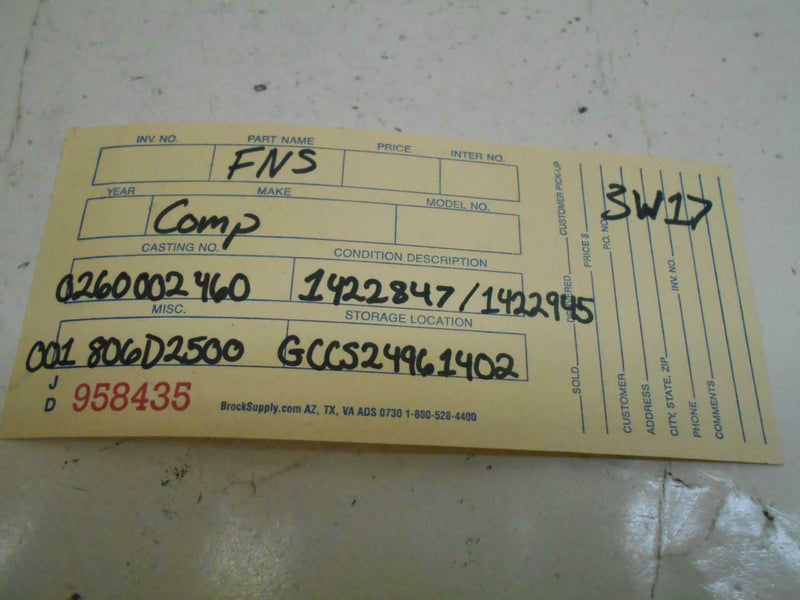 INV. NO. PART NAME PRICE INTER NO.
FNS
YEAR MAKE MODEL NO.
Comp
CASTING NO. CONDITION DESCRIPTION
0260002460 1422847/1422945
MISC. STORAGE LOCATION
001 806D2500 GCCS24961402
J D 958435
BrockSupply.com AZ, TX, VA ADS 0730 1-800-528-4400
3W17
SOLD DELIVERED CUSTOMER PICK-UP
PRICE $
P.O. NO.
CUSTOMER
ADDRESS
CITY, STATE, ZIP INV. NO.
PHONE
COMMENTS